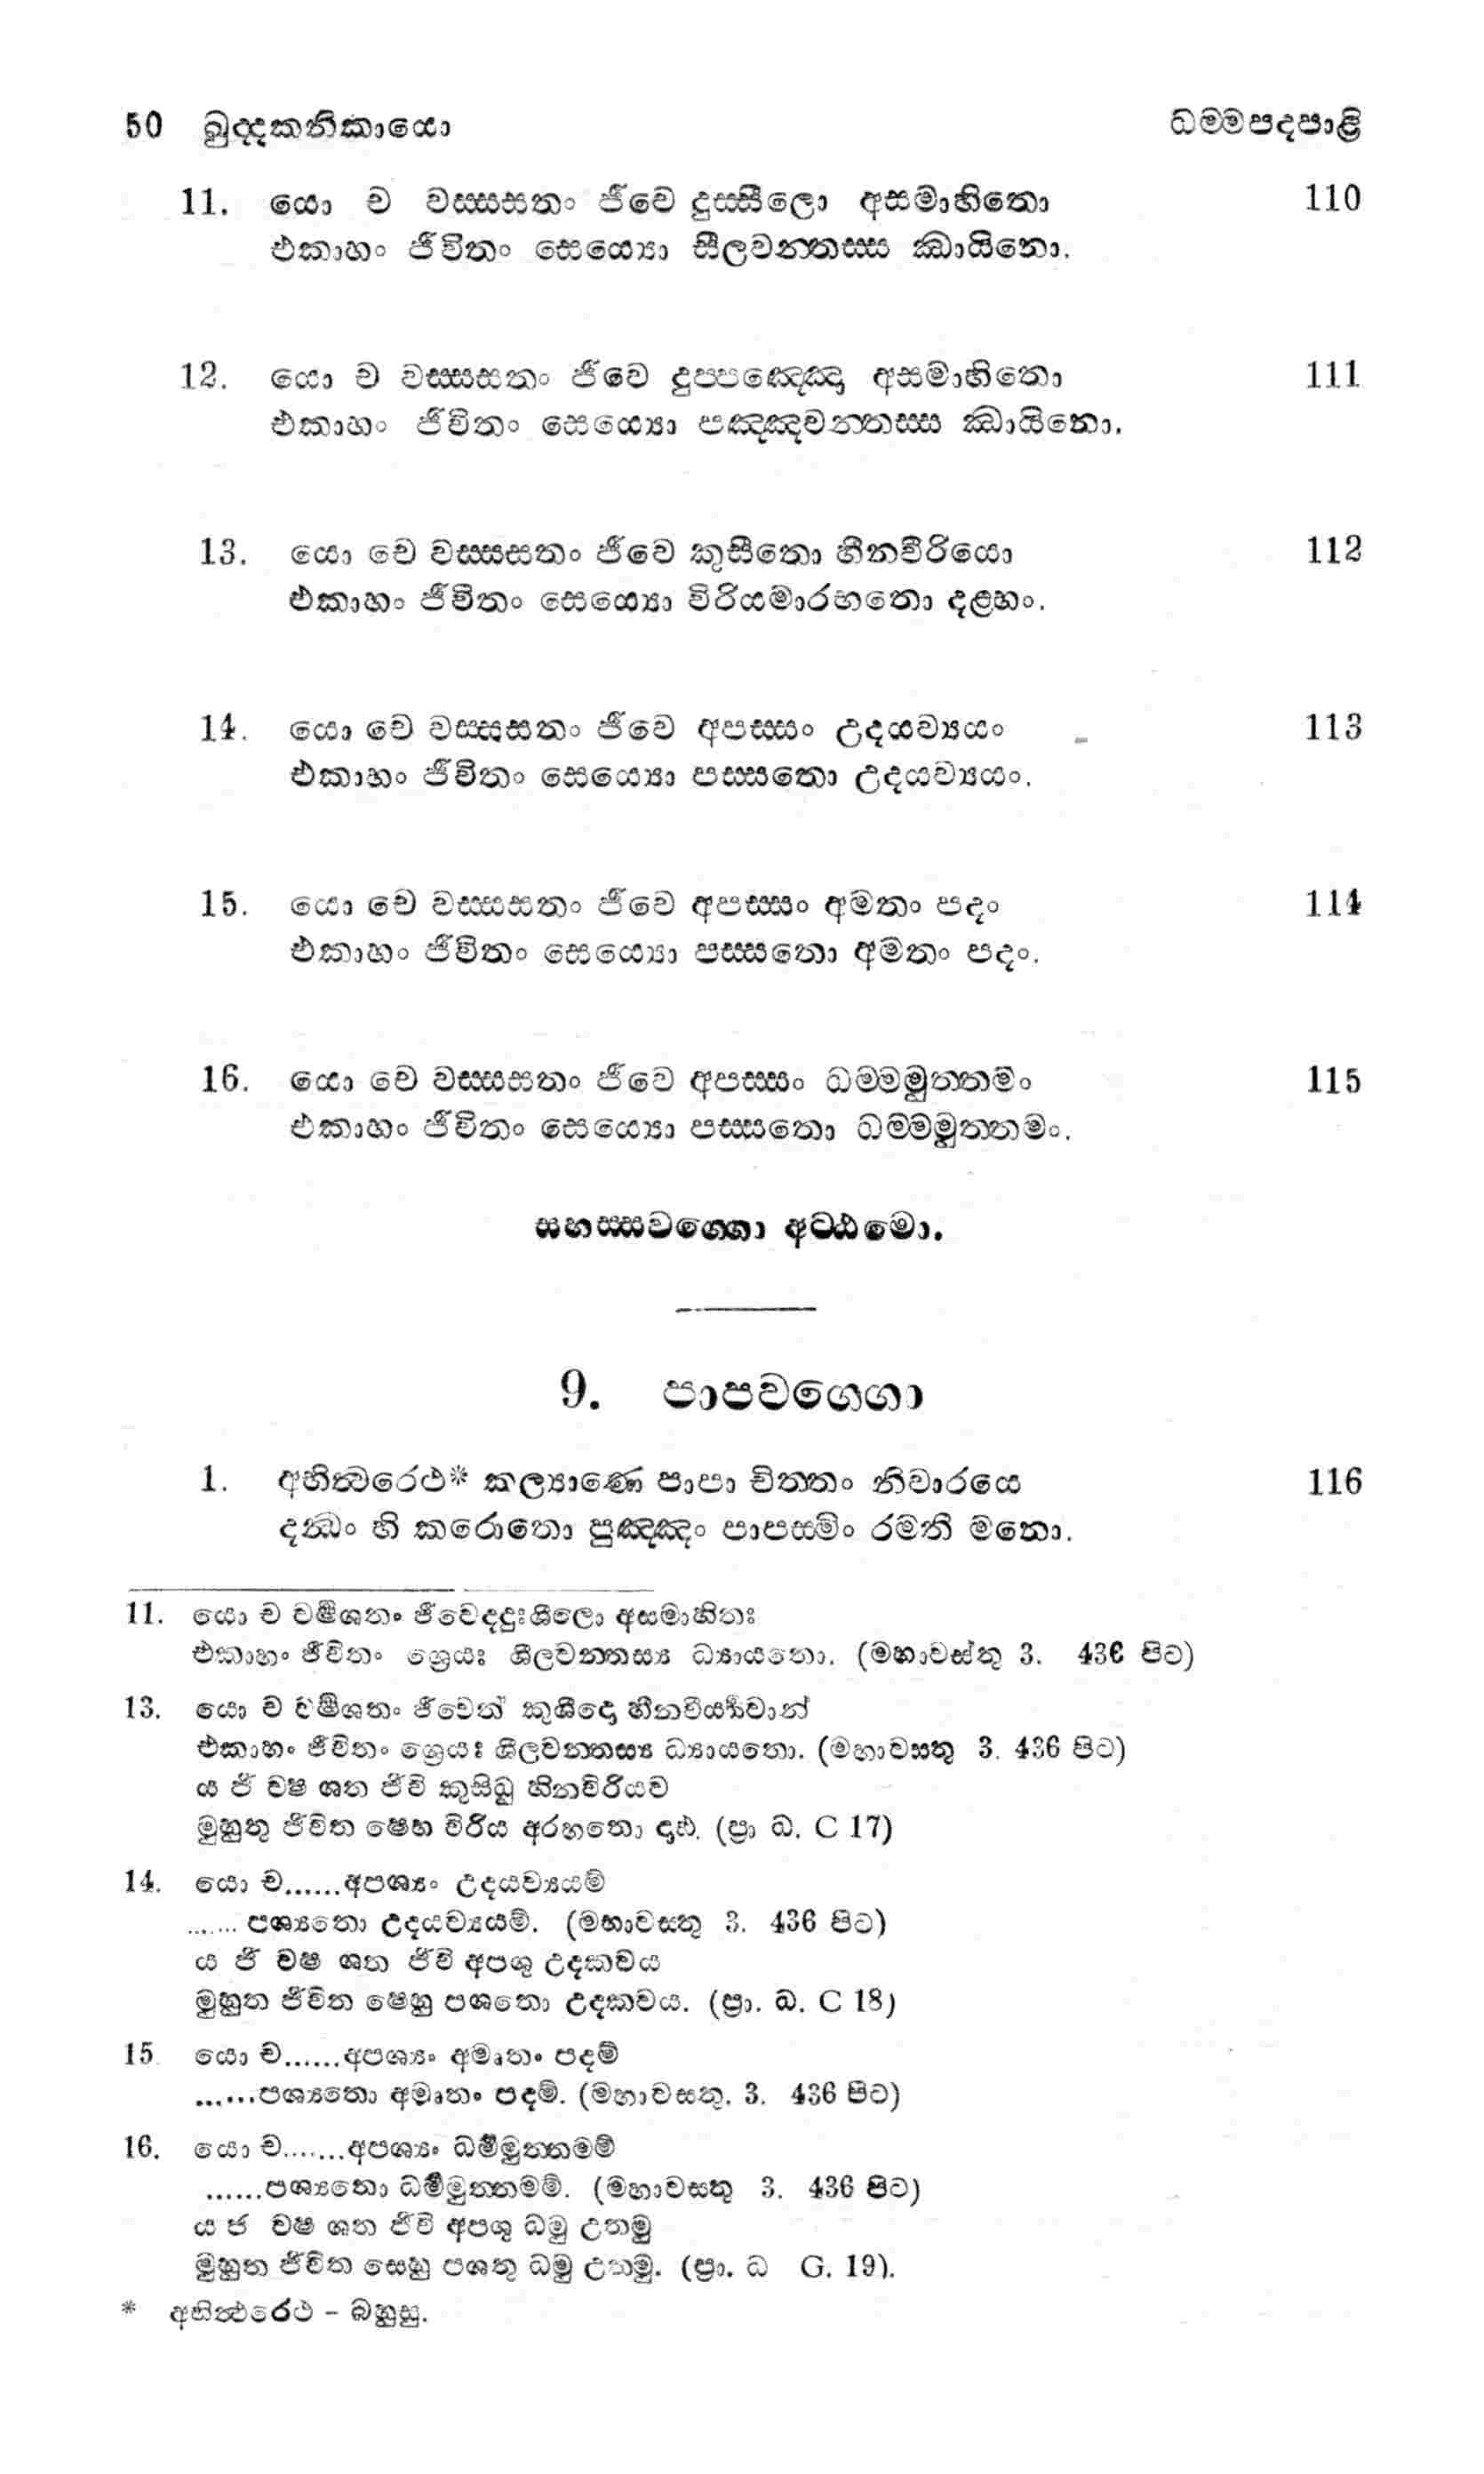 50 ඛුද්දකනිකායො ධම්මපදපාළි
11. යො ච වස්සසතං ජීවෙ දුස්සීලො අසමාහිතො 110
එකාහං ජීවිතං සෙය්‍යො සීලවන්තස්ස ඣායිනො.
12. යො ච වස්සසතං ජීවෙ දුප්පඤ්ඤො අසමාහිතො 111
එකාහං ජීවිතං සෙය්‍යො පඤ්ඤවන්තස්ස ඣායිනො.
13. යො චෙ වස්සසතං ජීවෙ කුසීතො හීනවීරියො 112
එකාහං ජීවිතං සෙය්‍යො විරියමාරභතො දළහං.
14. යො චෙ වස්සසතං ජීවෙ අපස්සං උදයව්‍යයං 113
එකාහං ජීවිතං සෙය්‍යො පස්සතො උදයව්‍යයං.
15. යො චෙ වස්සසතං ජීවෙ අපස්සං අමතං පදං 114
එකාහං ජීවිතං සෙය්‍යො පස්සතො අමතං පදං.
16. යො චෙ වස්සසතං ජීවෙ අපස්සං ධම්මමුත්තමං 115
එකාහං ජීවිතං සෙය්‍යො පස්සතො ධම්මමුත්තමං.
සහස්සවග්ගො අට්ඨමො.
9. පාපවග්ගො
1. අභිත්වරෙථ* කල්‍යාණෙ පාපා චිත්තං නිවාරයෙ 116
දන්ධං හි කරොතො පුඤ්ඤං පාපස්මිං රමතී මනො.
11. යො ච වර්ෂශතං ජීවෙද්දුඃශීලො අසමාහිතඃ
එකාහං ජීවිතං ශ්‍රෙයඃ ශීලවන්තස්‍ය ධ්‍යායතො. (මහාවස්තු 3. 436 පිට)
13. යො ච වර්ෂශතං ජීවෙත් කුශීදො හීනවීර්‍ය්‍යවාන්
එකාහං ජීවිතං ශ්‍රෙයඃ ශීලවන්තස්‍ය ධ්‍යායතො. (මහාවස්තු 3. 436 පිට)
ය ජි වෂ ශත ජිවි කුසිධු හිනවිරියව
මුහුතු ජිවිත ෂෙහ විරිය අරහතො (ප්‍රා ධ. C 17)
14. යො ච......අපශ්‍යං උදයව්‍යයම්
....... පශ්‍යතො උදයව්‍යයම්. (මහාවස්තු 3. 436 පිට)
ය ජි වෂ ශත ජිවි අපශු උදකවය
මුහුත ජිවිත ෂෙහු පශතො උදකවය. (ප්‍රා. ධ. C 18)
15 යො ච......අපශ්‍යං අමෘතං පදම්
......පශ්‍යතො අමෘතං පදම්. (මහාවස්තු. 3. 436 පිට)
16. යො ච.......අපශ්‍යං ධර්මමුත්තමම්
......පශ්‍යතො ධර්මමුත්තමම්. (මහාවස්තු 3. 436 පිට)
ය ජ වෂ ශත ජිවි අපශු ධමු උතමු
මුහුත ජිවිත සෙහු පශතු ධමු උතමු. (ප්‍රා. ධ G. 19).
* අභිත්ථරෙථ – බහුසු.